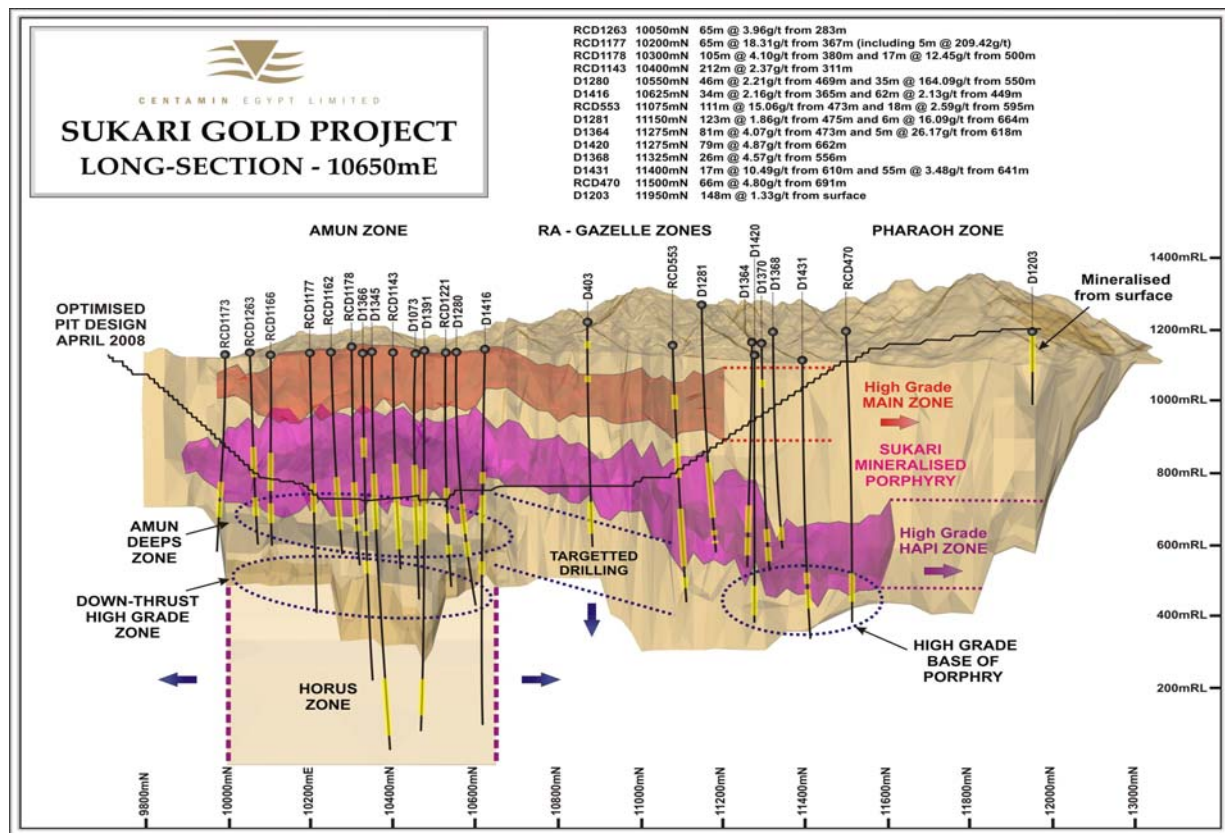 CENTAMIN EGYPT LIMITED
SUKARI GOLD PROJECT
LONG-SECTION - 10650mE
RCD1263 10050mN 65m @ 3.96g/t from 283m
RCD1177 10200mN 65m @ 18.31g/t from 367m (including 5m @ 209.42g/t)
RCD1178 10300mN 105m @ 4.10g/t from 380m and 17m @ 12.45g/t from 500m
RCD1143 10400mN 212m @ 2.37g/t from 311m
D1280 10550mN 46m @ 2.21g/t from 469m and 35m @ 164.09g/t from 550m
D1416 10625mN 34m @ 2.16g/t from 365m and 62m @ 2.13g/t from 449m
RCD553 11075mN 111m @ 15.06g/t from 473m and 18m @ 2.59g/t from 595m
D1281 11150mN 123m @ 1.86g/t from 475m and 6m @ 16.09g/t from 664m
D1364 11275mN 81m @ 4.07g/t from 473m and 5m @ 26.17g/t from 618m
D1420 11275mN 79m @ 4.87g/t from 662m
D1368 11325mN 26m @ 4.57g/t from 556m
D1431 11400mN 17m @ 10.49g/t from 610m and 55m @ 3.48g/t from 641m
RCD470 11500mN 66m @ 4.80g/t from 691m
D1203 11950mN 148m @ 1.33g/t from surface
AMUN ZONE
RA - GAZELLE ZONES
PHARAOH ZONE
RCD1173
RCD1263
RCD1166
RCD1177
RCD1162
RCD1178
D1366
D1345
RCD1143
D1073
D1391
RCD1221
D1280
D1416
D403
RCD553
D1281
D1364
D1420
D1370
D1368
D1431
RCD470
D1203
1400mRL
Mineralised
from surface
OPTIMISED
PIT DESIGN
APRIL 2008
1200mRL
1000mRL
High Grade
MAIN ZONE
SUKARI
MINERALISED
PORPHYRY
800mRL
High Grade
HAPI ZONE
AMUN
DEEPS
ZONE
TARGETTED
DRILLING
600mRL
DOWN-THRUST
HIGH GRADE
ZONE
400mRL
HIGH GRADE
BASE OF
PORPHRY
HORUS
ZONE
200mRL
9800mN
10000mN
10200mE
10400mN
10600mN
10800mN
11000mN
11200mN
11400mN
11600mN
11800mN
12000mN
13000mN